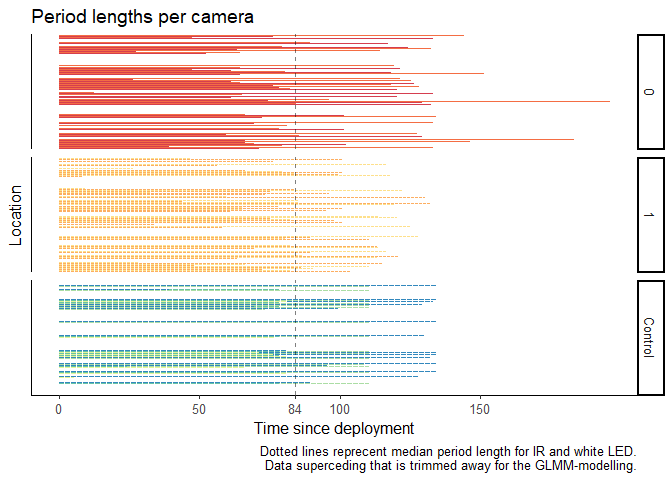 Period lengths per camera
Location
0
1
Control
0 50 84 100 150
Time since deployment
Dotted lines reprecent median period length for IR and white LED.
Data superceding that is trimmed away for the GLMM-modelling.